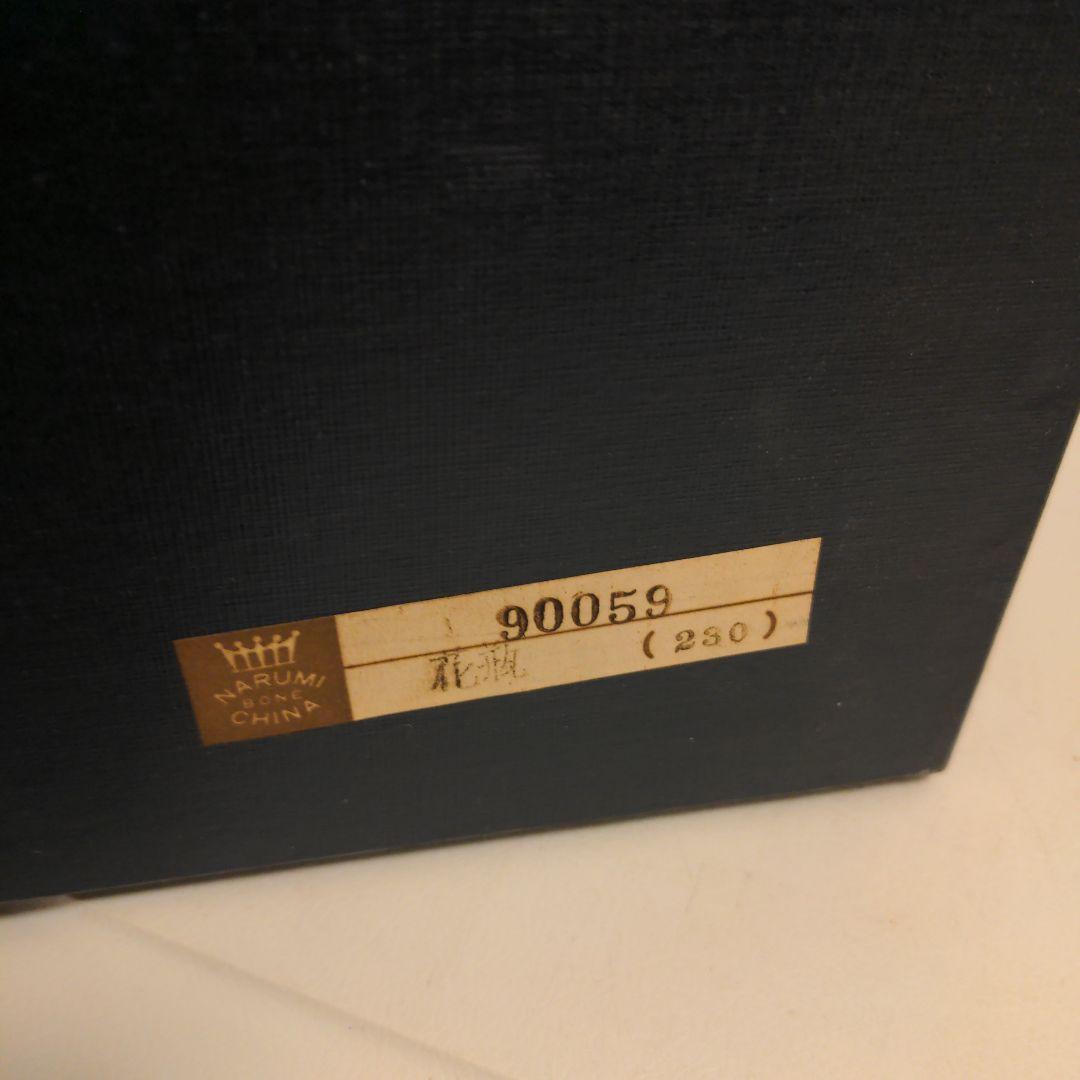 NARUMI
BONE
CHINA
90059
花瓶
(230)